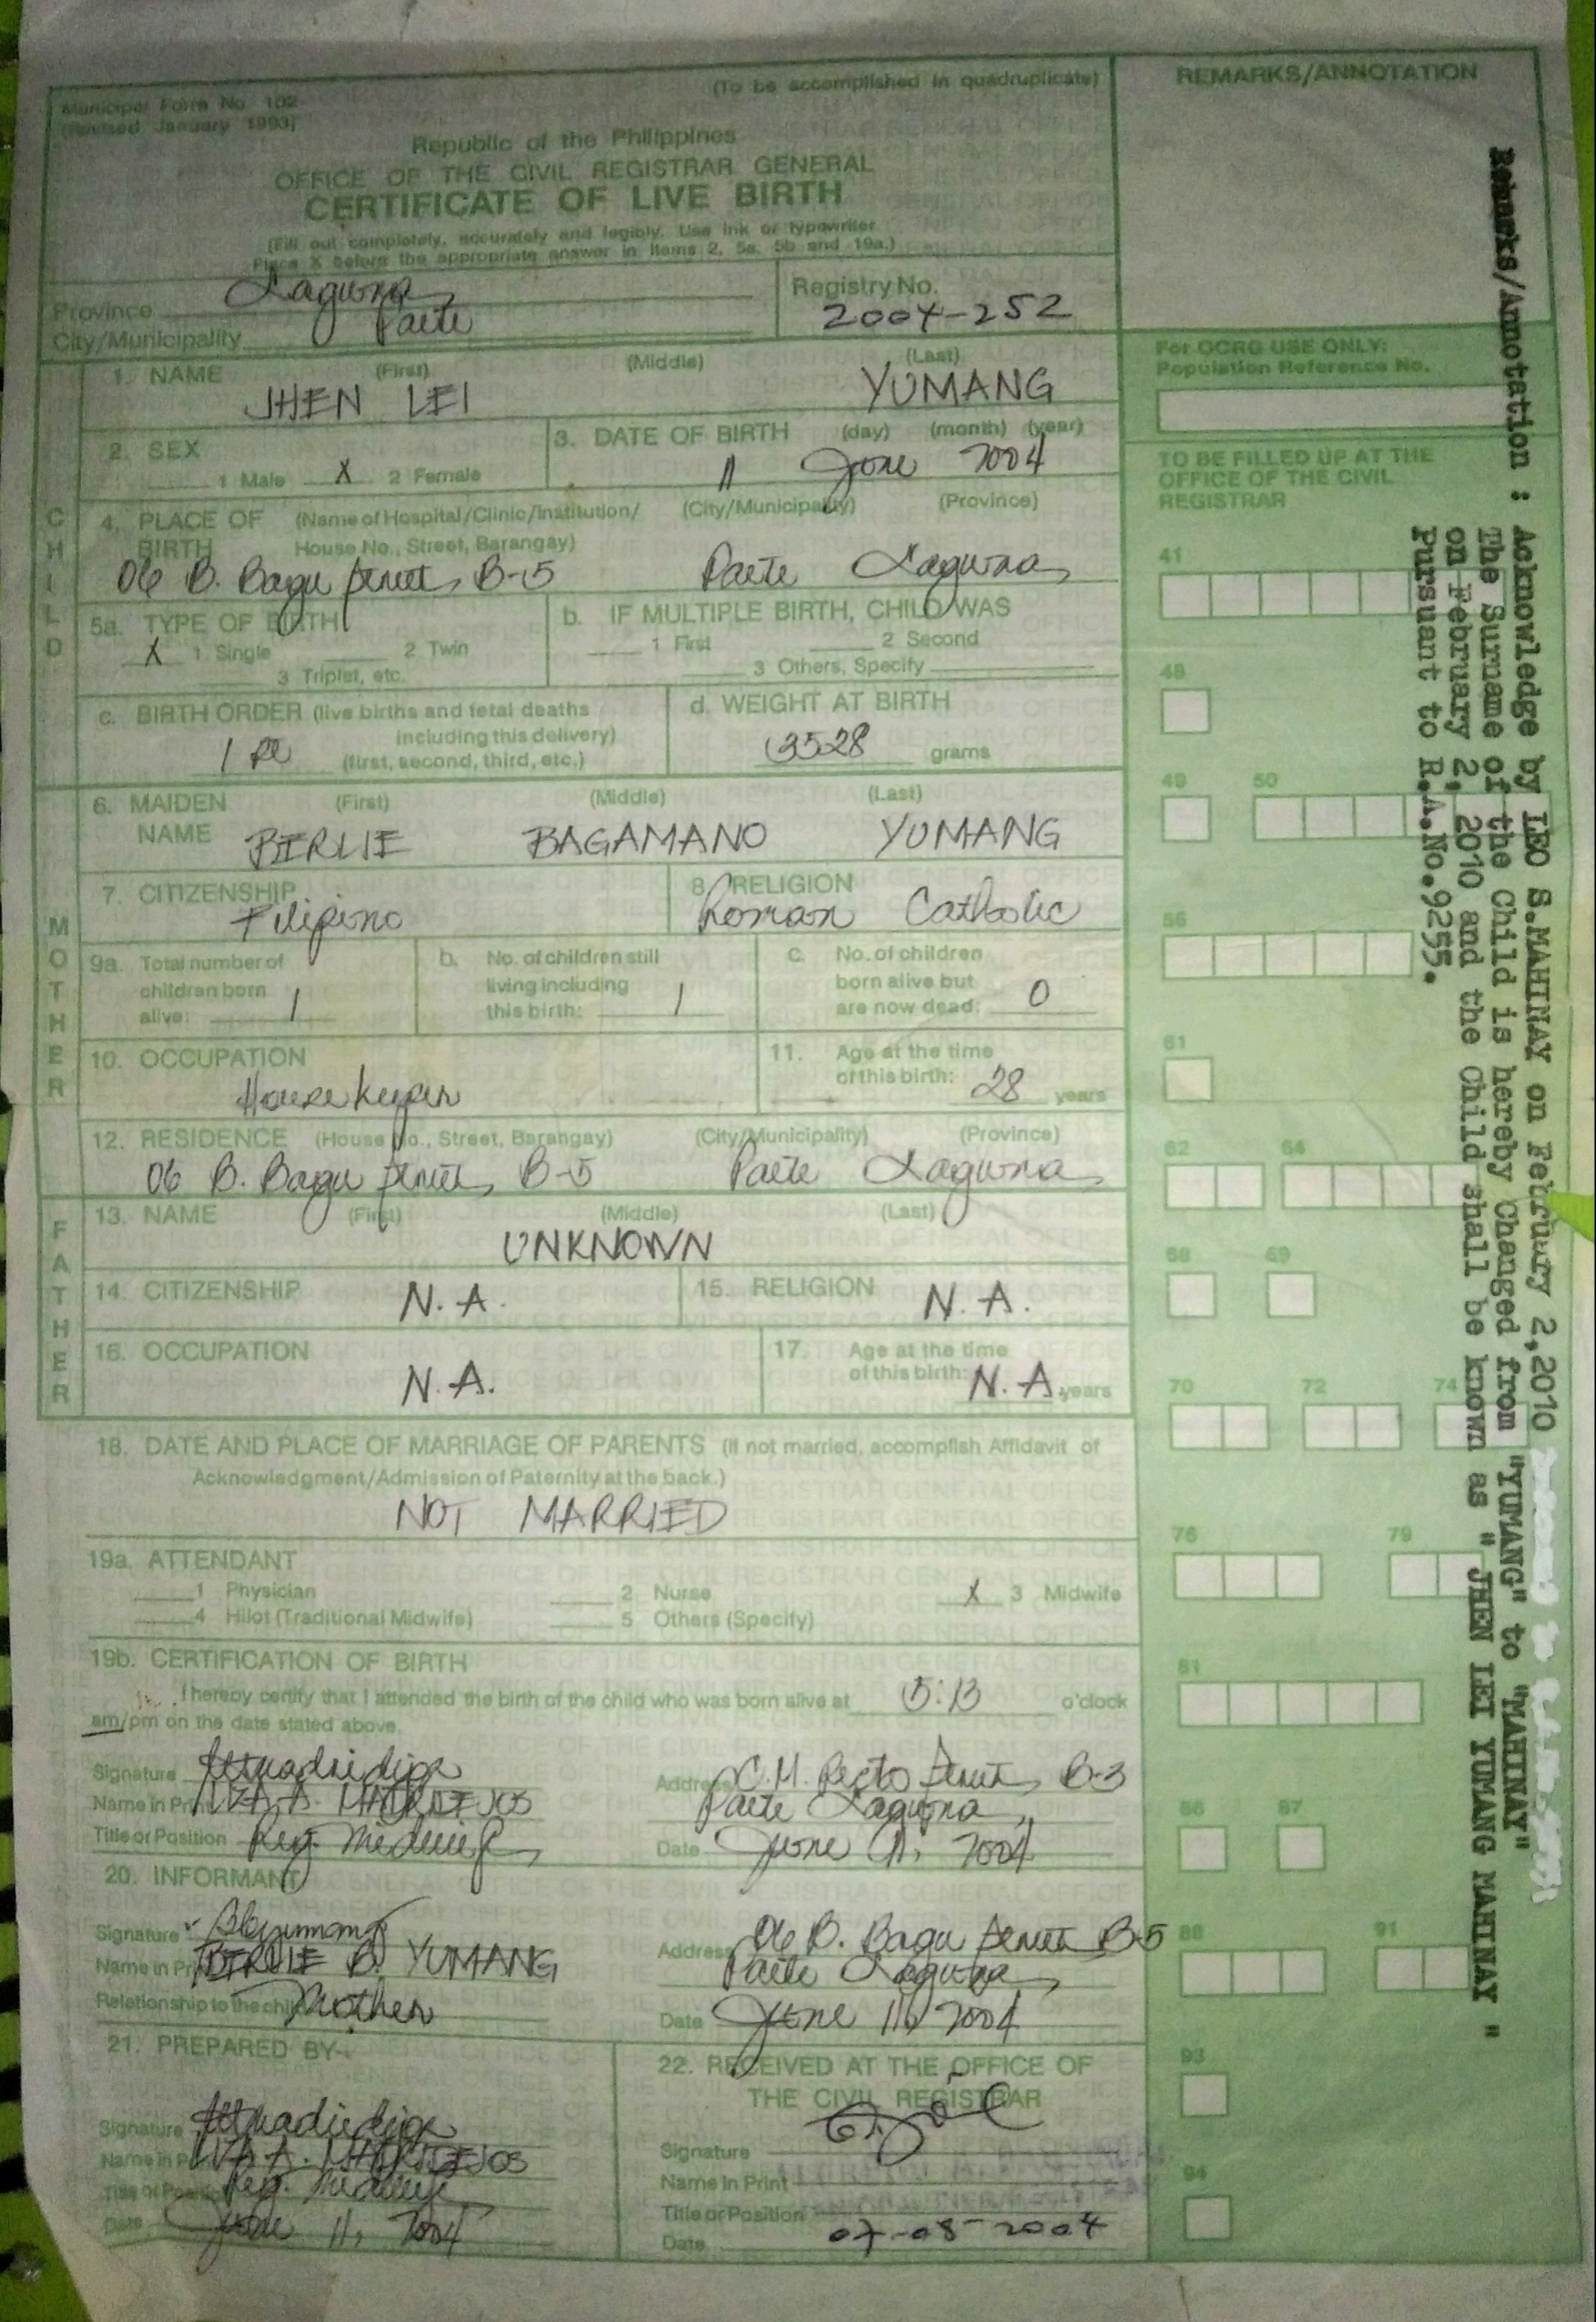 Municipal Form No. 102
(Revised January 1993)
(To be accomplished in quadruplicate)
Republic of the Philippines
OFFICE OF THE CIVIL REGISTRAR GENERAL
CERTIFICATE OF LIVE BIRTH
(Fill out completely, accurately and legibly. Use ink or typewriter.
Place X before the appropriate answer in items 2, 5a, 5b and 19a.)
Province Laguna
City/Municipality Paete
Registry No.
2004-252
CHILD
1. NAME (First) (Middle) (Last)
JHEN LEI YUMANG
2. SEX
1 Male X 2 Female
3. DATE OF BIRTH (day) (month) (year)
11 June 2004
4. PLACE OF BIRTH (Name of Hospital/Clinic/Institution/ (City/Municipality) (Province)
House No., Street, Barangay)
06 B. Bagu Street, B-5 Paete Laguna
5a. TYPE OF BIRTH
X 1 Single 2 Twin
3 Triplet, etc.
b. IF MULTIPLE BIRTH, CHILD WAS
1 First 2 Second
3 Others, Specify
c. BIRTH ORDER (live births and fetal deaths
including this delivery)
(first, second, third, etc.)
d. WEIGHT AT BIRTH
3528 grams
MOTHER
6. MAIDEN NAME (First) (Middle) (Last)
BERLIE BAGAMANO YUMANG
7. CITIZENSHIP
Filipino
8. RELIGION
Roman Catholic
9a. Total number of
children born
alive: 1
b. No. of children still
living including
this birth: 1
c. No. of children
born alive but
are now dead: 0
10. OCCUPATION
Housekeeper
11. Age at the time
of this birth: 28 years
12. RESIDENCE (House No., Street, Barangay) (City/Municipality) (Province)
06 B. Bagu Street, B-5 Paete Laguna
FATHER
13. NAME (First) (Middle) (Last)
UNKNOWN
14. CITIZENSHIP N.A.
15. RELIGION N.A.
16. OCCUPATION
N.A.
17. Age at the time
of this birth: N.A. years
18. DATE AND PLACE OF MARRIAGE OF PARENTS (If not married, accomplish Affidavit of
Acknowledgment/Admission of Paternity at the back.)
NOT MARRIED
19a. ATTENDANT
1 Physician 2 Nurse X 3 Midwife
4 Hilot (Traditional Midwife) 5 Others (Specify)
19b. CERTIFICATION OF BIRTH
I hereby certify that I attended the birth of the child who was born alive at 5:13 o'clock
am/pm on the date stated above.
Signature
Name in Print LIZA A. MADRIDEJOS
Title or Position Reg. Midwife
Address C.M. Recto Street, B-3
Paete Laguna
Date June 11, 2004
20. INFORMANT
Signature
Name in Print BERLIE B. YUMANG
Relationship to the child Mother
Address 06 B. Bagu Street B-5
Paete Laguna
Date June 11, 2004
21. PREPARED BY
Signature
Name in Print LIZA A. MADRIDEJOS
Title or Position Reg. Midwife
Date June 11, 2004
22. RECEIVED AT THE OFFICE OF
THE CIVIL REGISTRAR
Signature
Name in Print
Title or Position
Date 07-08-2004
REMARKS/ANNOTATION
For OCRG USE ONLY:
Population Reference No.
TO BE FILLED UP AT THE
OFFICE OF THE CIVIL
REGISTRAR
41
48
49 50
56
61
62 64
68 69
70 72 74
76 79
81
86 87
88 91
93
94
Remarks/Annotation : Acknowledge by LEO S.MAHINAY on February 2,2010
The Surname of the Child is hereby Changed from "YUMANG" to "MAHINAY"
on February 2, 2010 and the Child shall be known as " JHEN LEI YUMANG MAHINAY "
Pursuant to R.A.No.9255.